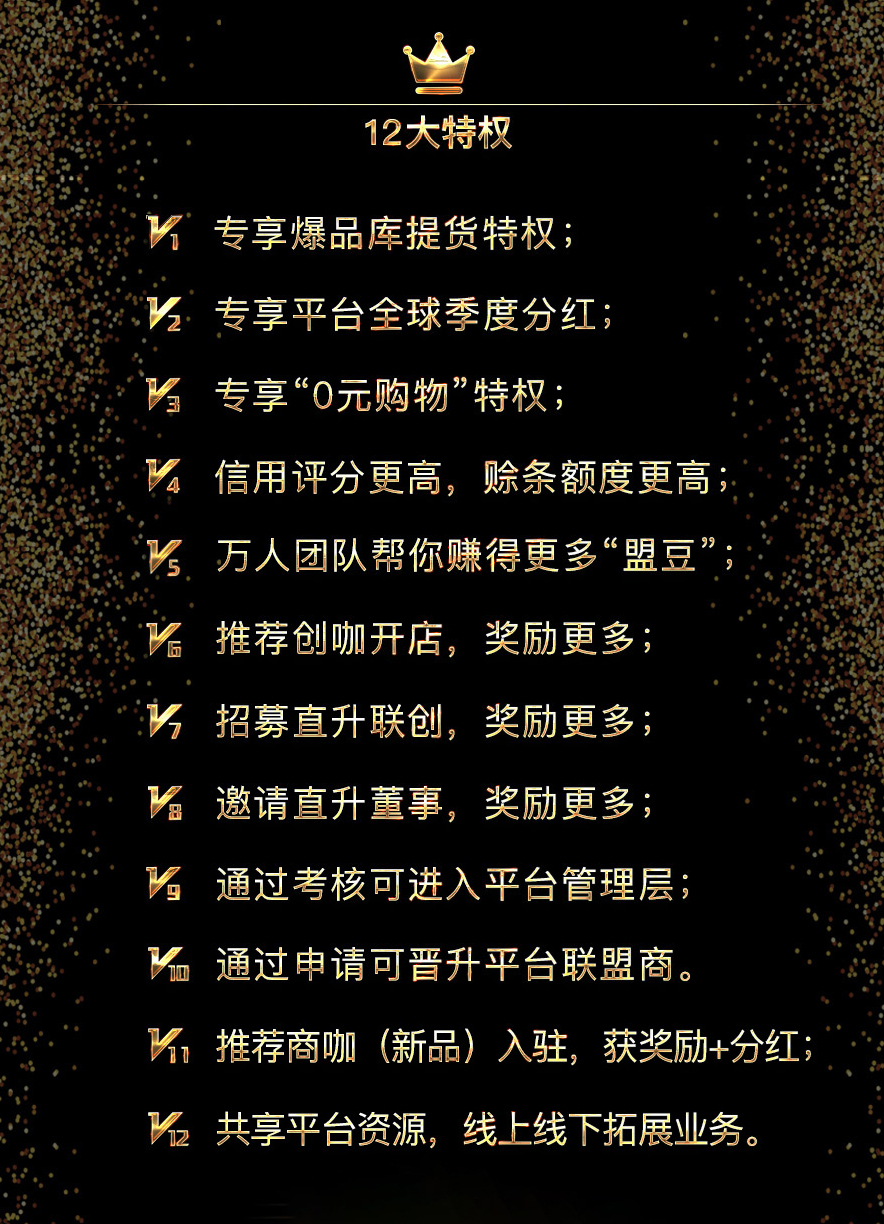 12大特权
V1 专享爆品库提货特权；
V2 专享平台全球季度分红；
V3 专享“0元购物”特权；
V4 信用评分更高，赊条额度更高；
V5 万人团队帮你赚得更多“盟豆”；
V6 推荐创咖开店，奖励更多；
V7 招募直升联创，奖励更多；
V8 邀请直升董事，奖励更多；
V9 通过考核可进入平台管理层；
V10 通过申请可晋升平台联盟商。
V11 推荐商咖（新品）入驻，获奖励+分红；
V12 共享平台资源，线上线下拓展业务。